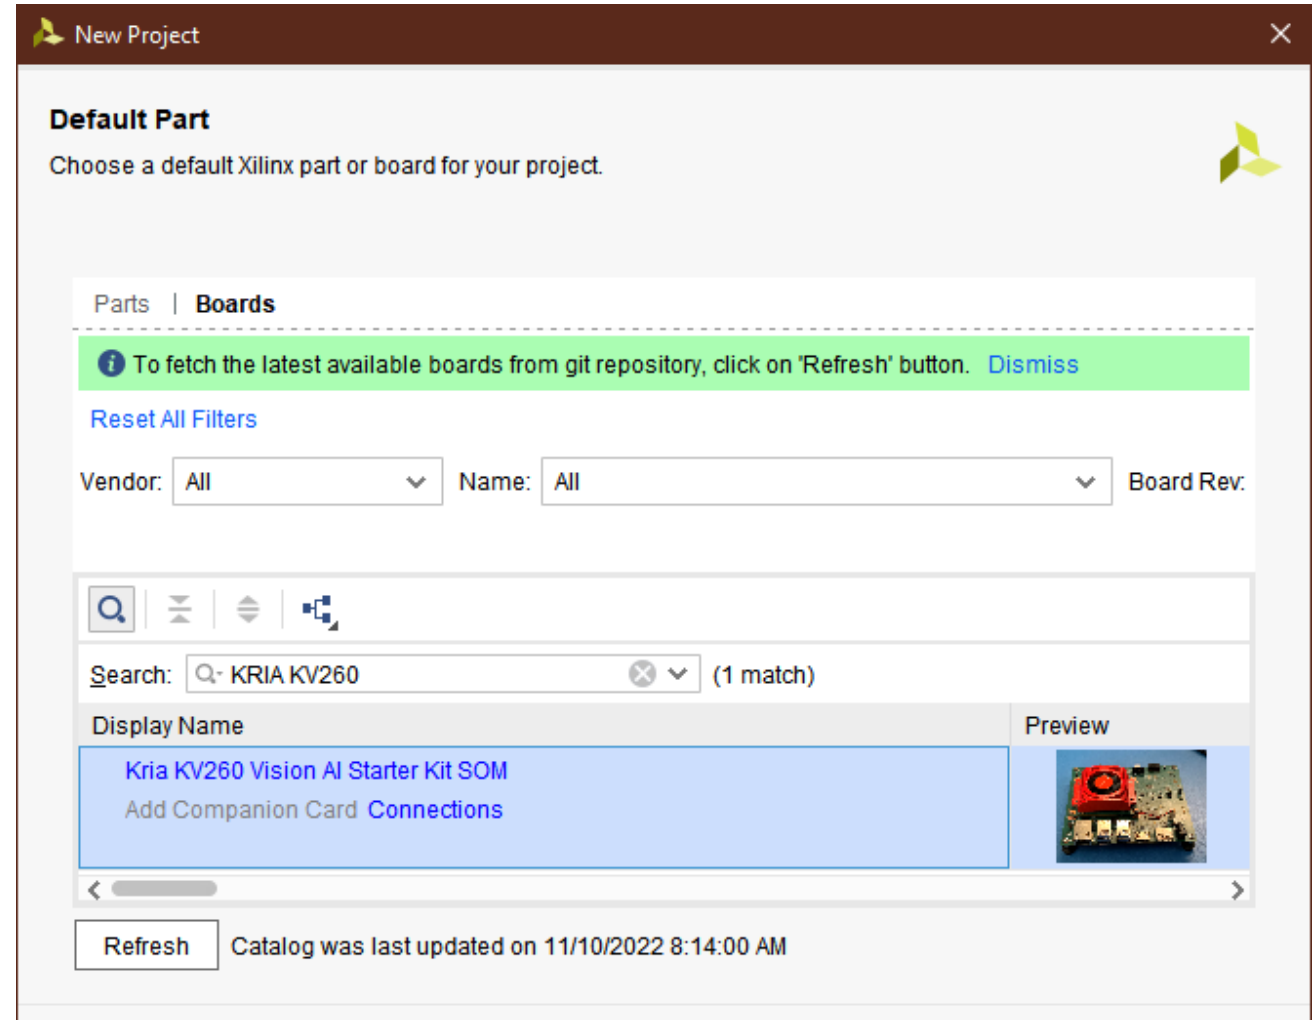 New Project
Default Part
Choose a default Xilinx part or board for your project.
Parts | Boards
To fetch the latest available boards from git repository, click on 'Refresh' button. Dismiss
Reset All Filters
Vendor: All Name: All Board Rev:
Search: KRIA KV260 (1 match)
Display Name Preview
Kria KV260 Vision AI Starter Kit SOM
Add Companion Card Connections
Refresh Catalog was last updated on 11/10/2022 8:14:00 AM